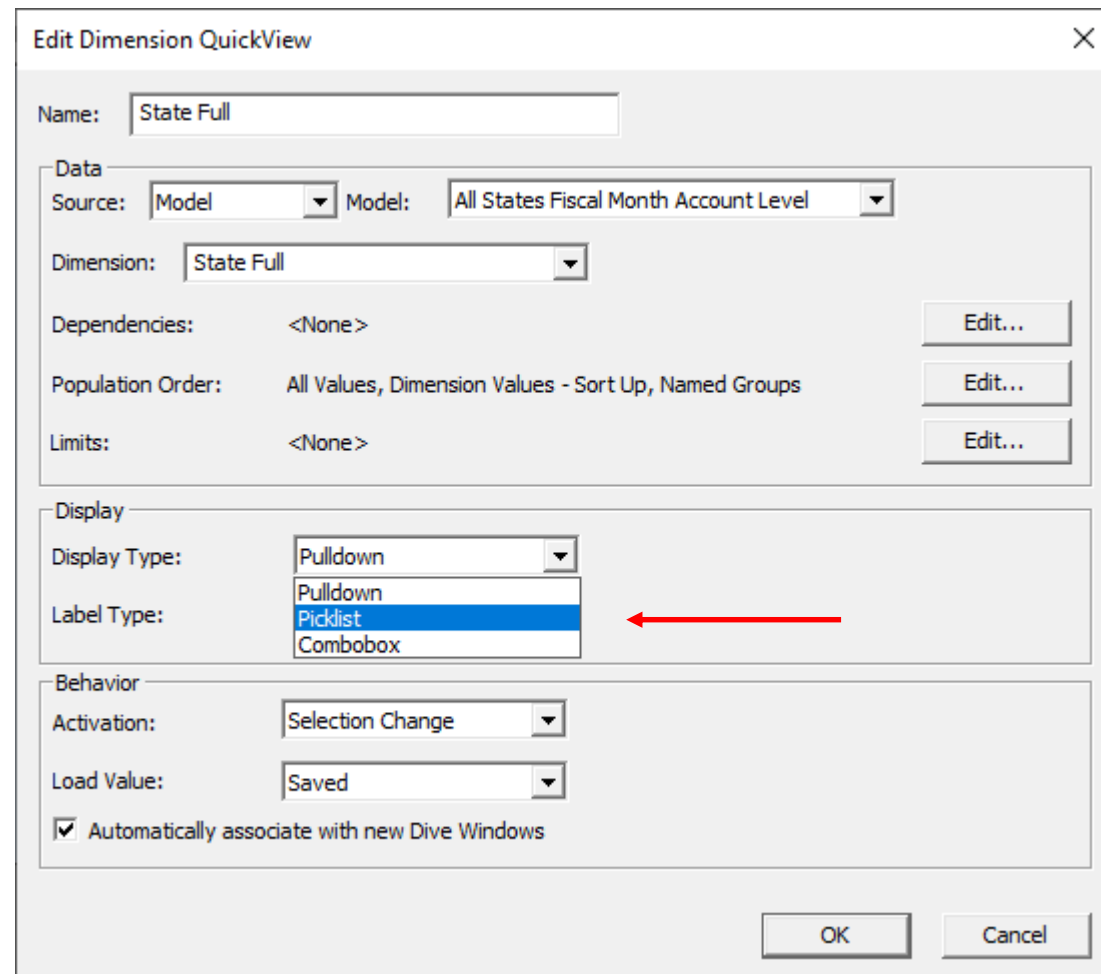 Edit Dimension QuickView
Name: State Full
Data
Source: Model Model: All States Fiscal Month Account Level
Dimension: State Full
Dependencies: <None> Edit...
Population Order: All Values, Dimension Values - Sort Up, Named Groups Edit...
Limits: <None> Edit...
Display
Display Type: Pulldown
Pulldown
Label Type: Picklist
Combobox
Behavior
Activation: Selection Change
Load Value: Saved
Automatically associate with new Dive Windows
OK Cancel